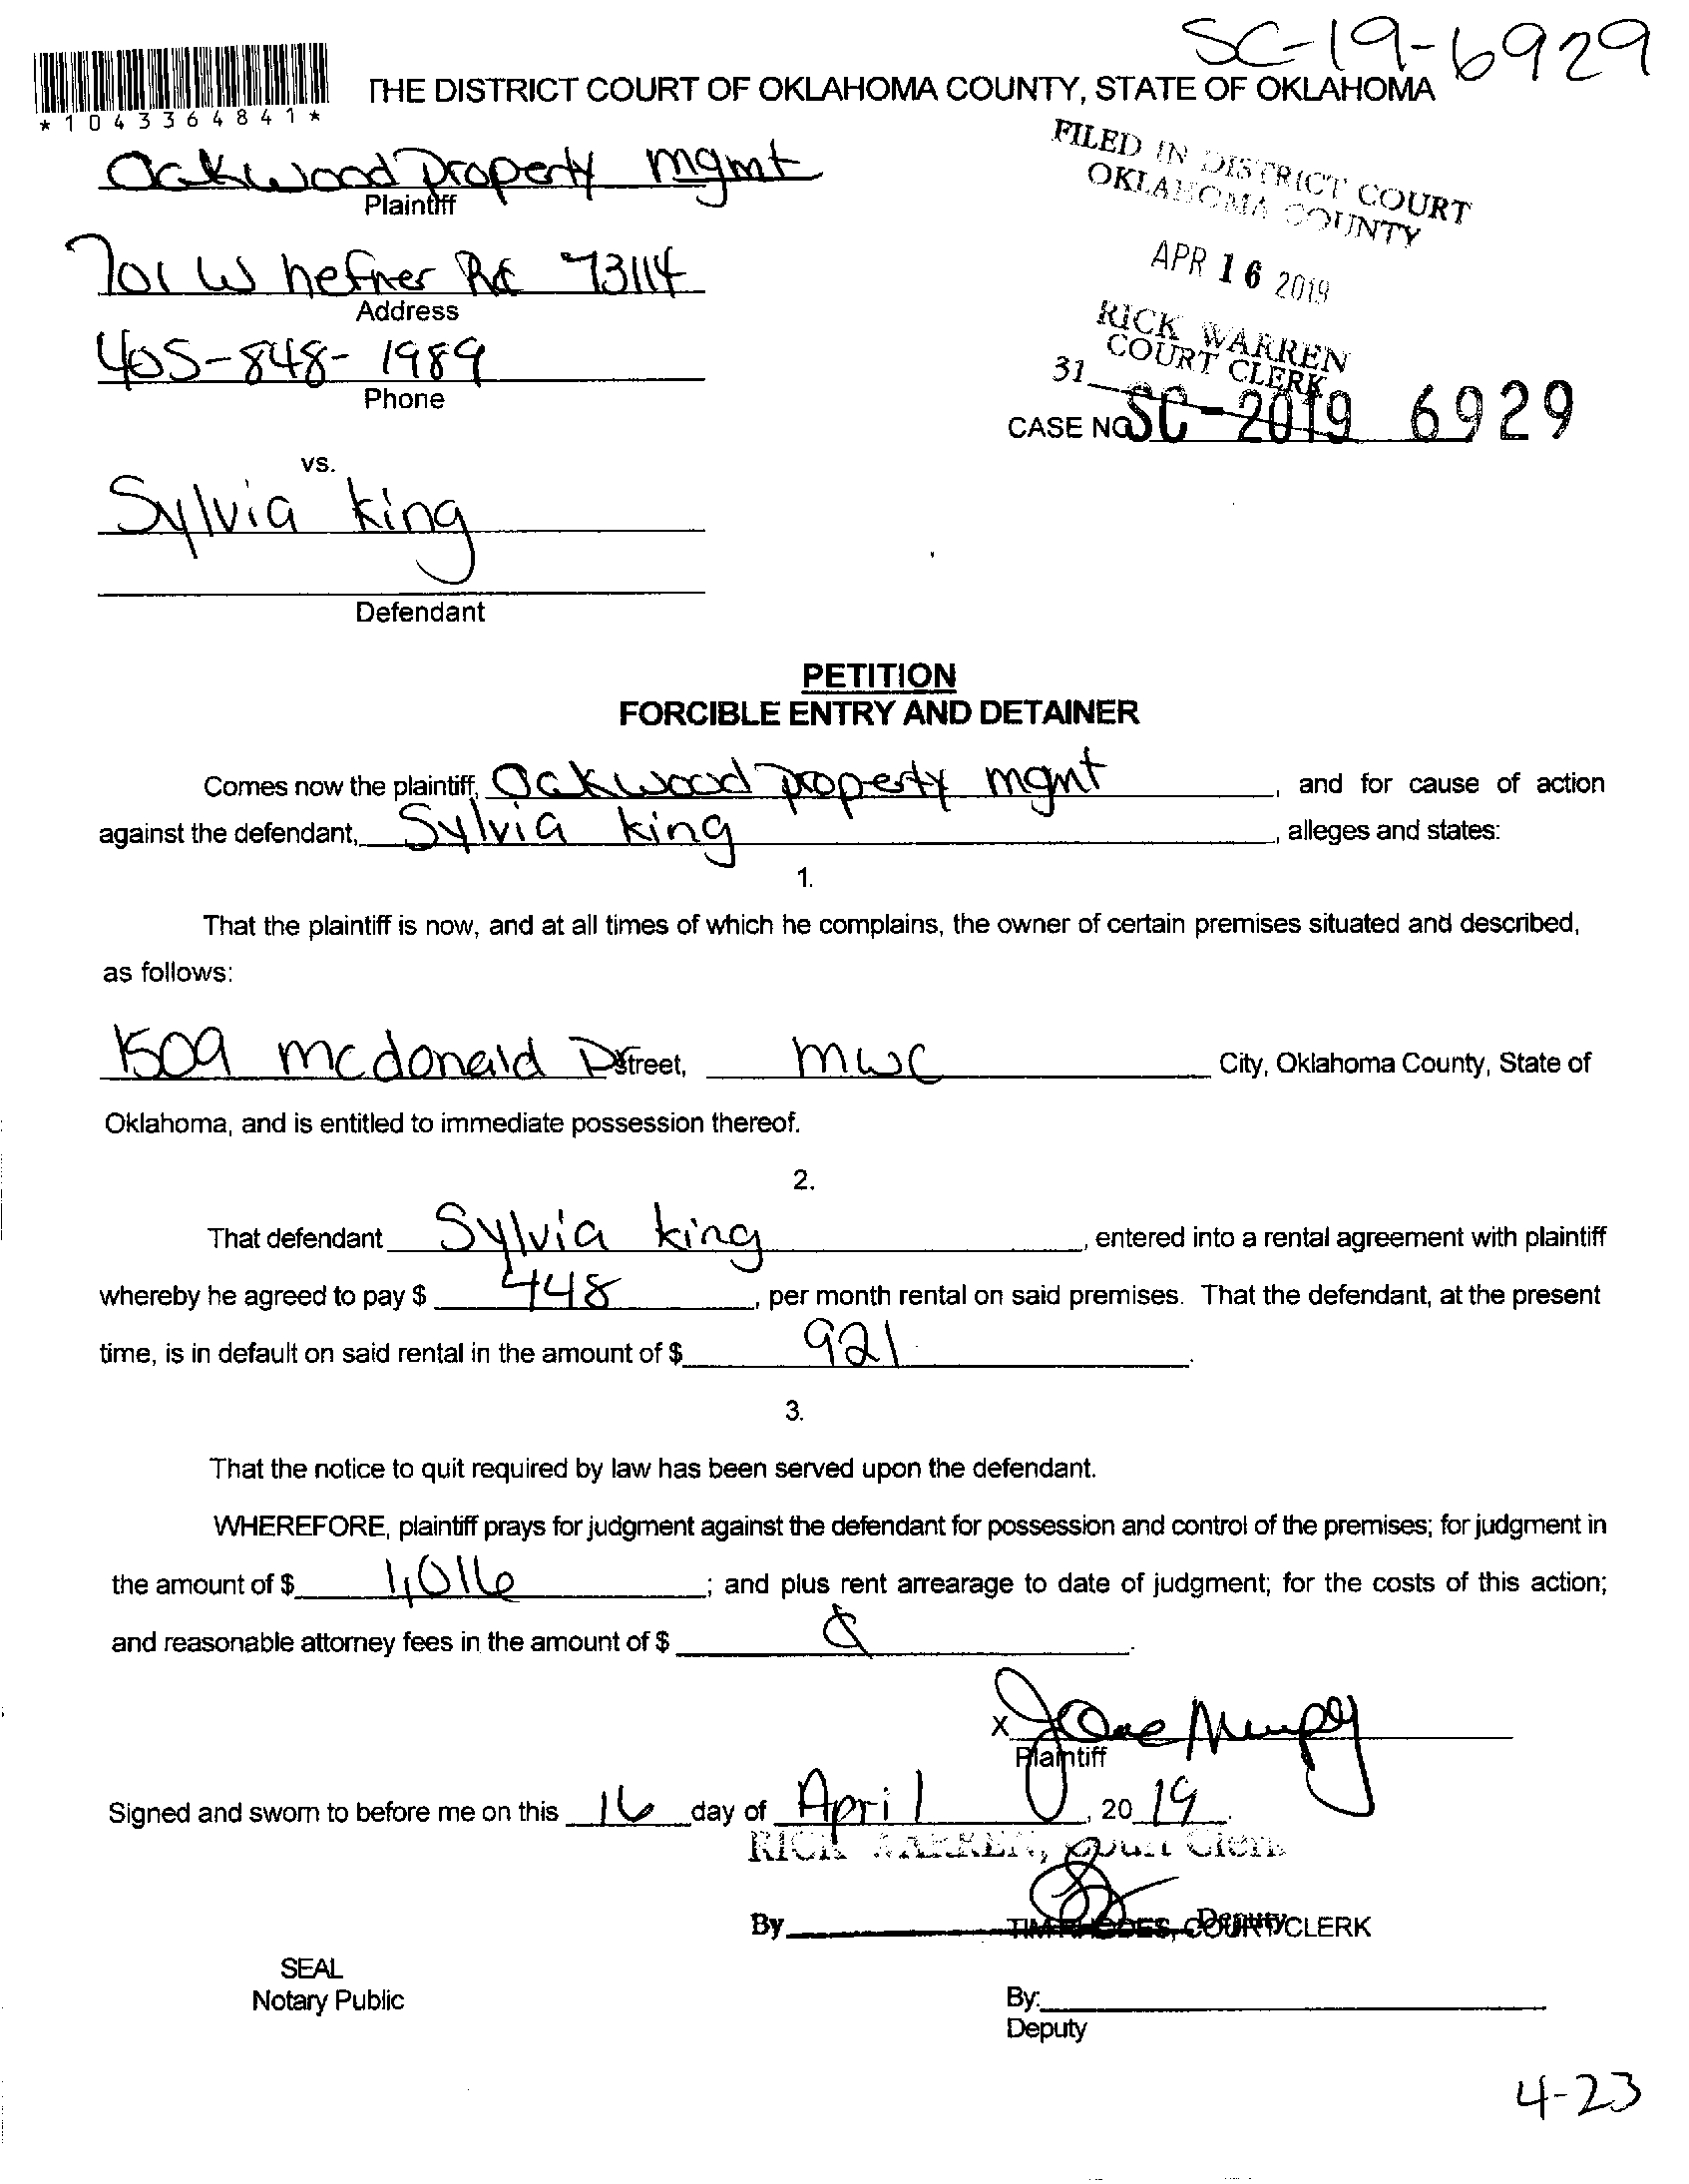 SC-19-6929
*1043364841*
THE DISTRICT COURT OF OKLAHOMA COUNTY, STATE OF OKLAHOMA
Oakwood property mgmt
Plaintiff
FILED IN DISTRICT COURT
OKLAHOMA COUNTY
701 W hefner Rd 73114
Address
APR 16 2019
405-848-1989
Phone
RICK WARREN
COURT CLERK
31
CASE NO. SC-2019 6929
vs.
Sylvia King
Defendant
PETITION
FORCIBLE ENTRY AND DETAINER
Comes now the plaintiff, Oakwood property mgmt, and for cause of action
against the defendant, Sylvia King, alleges and states:
1.
That the plaintiff is now, and at all times of which he complains, the owner of certain premises situated and described,
as follows:
1509 mcdonald Dr Street, mwc City, Oklahoma County, State of
Oklahoma, and is entitled to immediate possession thereof.
2.
That defendant Sylvia King, entered into a rental agreement with plaintiff
whereby he agreed to pay $ 448, per month rental on said premises. That the defendant, at the present
time, is in default on said rental in the amount of $ 921.
3.
That the notice to quit required by law has been served upon the defendant.
WHEREFORE, plaintiff prays for judgment against the defendant for possession and control of the premises; for judgment in
the amount of $ 1,016; and plus rent arrearage to date of judgment; for the costs of this action;
and reasonable attorney fees in the amount of $
X
Plaintiff
Signed and sworn to before me on this 16 day of April, 2019.
RICK WARREN, Court Clerk
By Deputy
TIM RHODES, COURT CLERK
SEAL
Notary Public
By:
Deputy
4-23